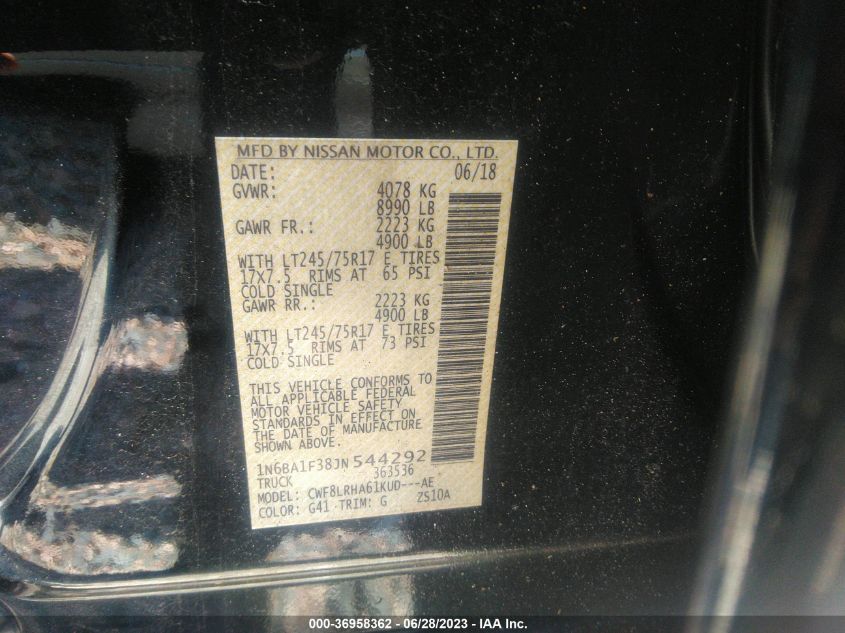 MFD BY NISSAN MOTOR CO., LTD.
DATE: 06/18
GVWR: 4078 KG
8990 LB
GAWR FR.: 2223 KG
4900 LB
WITH LT245/75R17 E TIRES
17X7.5 RIMS AT 65 PSI
COLD SINGLE
GAWR RR.: 2223 KG
4900 LB
WITH LT245/75R17 E TIRES
17X7.5 RIMS AT 73 PSI
COLD SINGLE
THIS VEHICLE CONFORMS TO
ALL APPLICABLE FEDERAL
MOTOR VEHICLE SAFETY
STANDARDS IN EFFECT ON
THE DATE OF MANUFACTURE
SHOWN ABOVE.
1N6BA1F38JN544292
TRUCK 363536
MODEL: CWF8LRHA61KUD---AE
COLOR: G41 TRIM: G ZS10A
000-36958362 - 06/28/2023 - IAA Inc.